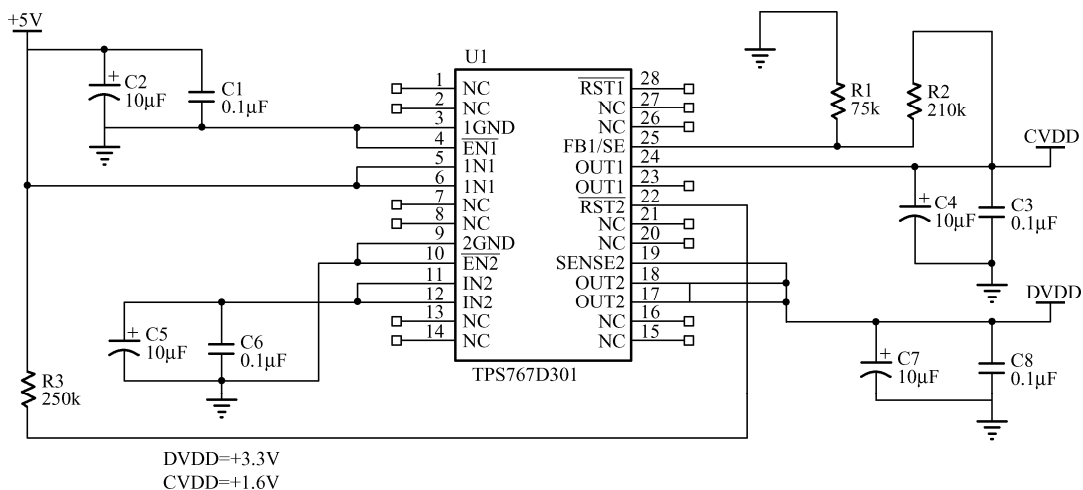 +5V
C2
10μF
C1
0.1μF
U1
1 NC
2 NC
3 1GND
4 EN1
5 1N1
6 1N1
7 NC
8 NC
9 2GND
10 EN2
11 IN2
12 IN2
13 NC
14 NC
RST1 28
NC 27
NC 26
FB1/SE 25
OUT1 24
OUT1 23
RST2 22
NC 21
NC 20
SENSE2 19
OUT2 18
OUT2 17
NC 16
NC 15
TPS767D301
R1
75k
R2
210k
CVDD
C4
10μF
C3
0.1μF
DVDD
C7
10μF
C8
0.1μF
C5
10μF
C6
0.1μF
R3
250k
+
+
+
+
DVDD=+3.3V
CVDD=+1.6V